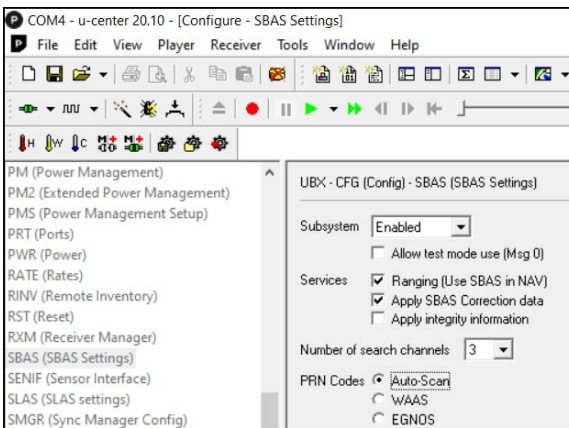 COM4 - u-center 20.10 - [Configure - SBAS Settings]
File Edit View Player Receiver Tools Window Help
PM (Power Management)
PM2 (Extended Power Management)
PMS (Power Management Setup)
PRT (Ports)
PWR (Power)
RATE (Rates)
RINV (Remote Inventory)
RST (Reset)
RXM (Receiver Manager)
SBAS (SBAS Settings)
SENIF (Sensor Interface)
SLAS (SLAS settings)
SMGR (Sync Manager Config)
UBX - CFG (Config) - SBAS (SBAS Settings)
Subsystem Enabled
Allow test mode use (Msg 0)
Services Ranging (Use SBAS in NAV)
Apply SBAS Correction data
Apply integrity information
Number of search channels 3
PRN Codes Auto-Scan
WAAS
EGNOS